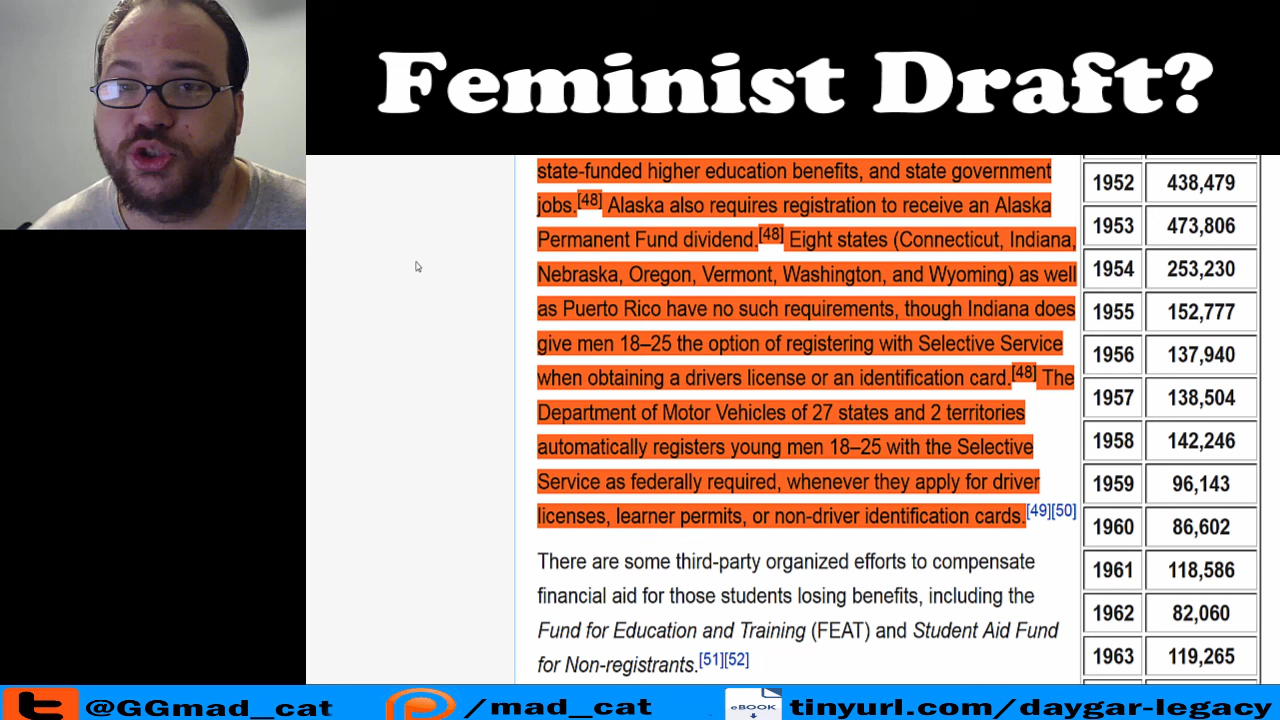 Feminist Draft?
state-funded higher education benefits, and state government
jobs.[48] Alaska also requires registration to receive an Alaska
Permanent Fund dividend.[48] Eight states (Connecticut, Indiana,
Nebraska, Oregon, Vermont, Washington, and Wyoming) as well
as Puerto Rico have no such requirements, though Indiana does
give men 18–25 the option of registering with Selective Service
when obtaining a drivers license or an identification card.[48] The
Department of Motor Vehicles of 27 states and 2 territories
automatically registers young men 18–25 with the Selective
Service as federally required, whenever they apply for driver
licenses, learner permits, or non-driver identification cards.[49][50]
There are some third-party organized efforts to compensate
financial aid for those students losing benefits, including the
Fund for Education and Training (FEAT) and Student Aid Fund
for Non-registrants.[51][52]
1952 438,479
1953 473,806
1954 253,230
1955 152,777
1956 137,940
1957 138,504
1958 142,246
1959 96,143
1960 86,602
1961 118,586
1962 82,060
1963 119,265
@GGmad_cat /mad_cat eBOOK tinyurl.com/daygar-legacy